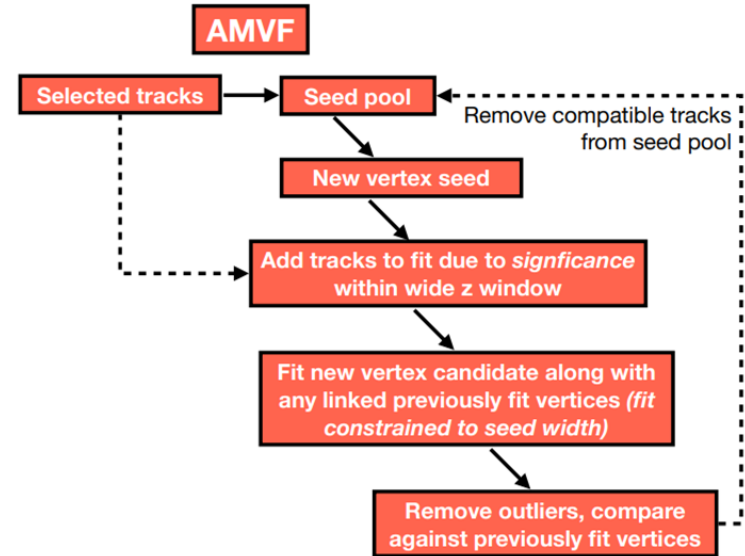 AMVF
Selected tracks
Seed pool
Remove compatible tracks
from seed pool
New vertex seed
Add tracks to fit due to signficance
within wide z window
Fit new vertex candidate along with
any linked previously fit vertices (fit
constrained to seed width)
Remove outliers, compare
against previously fit vertices